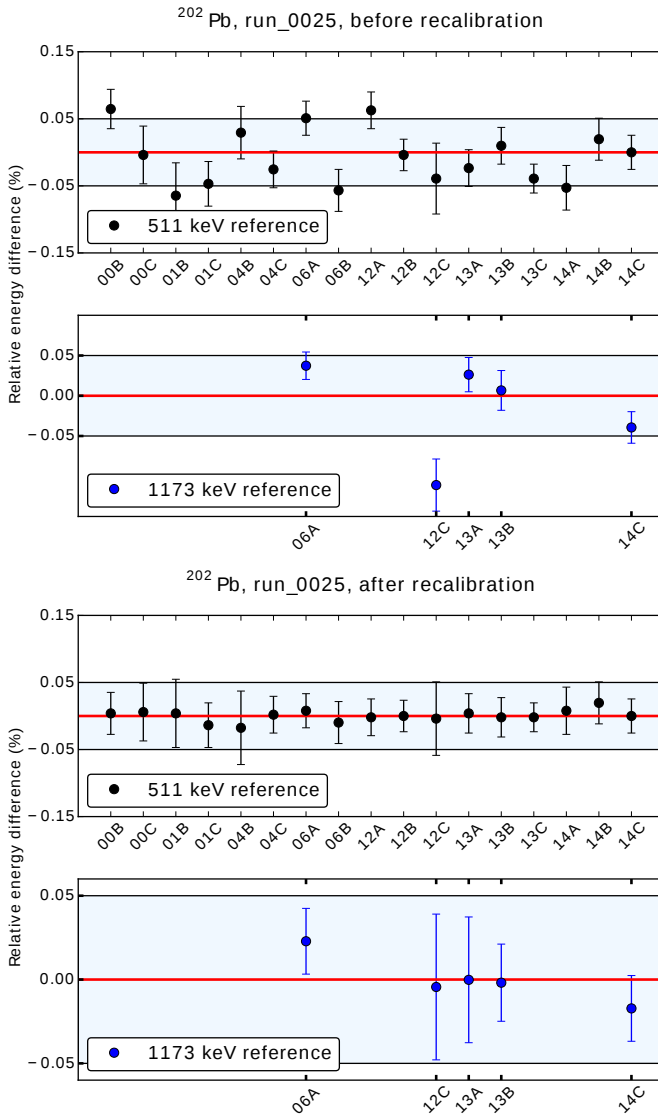 202 Pb, run_0025, before recalibration
Relative energy difference (%)
0.05
−0.05
−0.15
511 keV reference
00B 00C 01B 01C 04B 04C 06A 06B 12A 12B 12C 13A 13B 13C 14A 14B 14C
0.05
0.00
−0.05
1173 keV reference
06A 12C 13A 13B 14C
202 Pb, run_0025, after recalibration
Relative energy difference (%)
0.15
0.05
−0.05
−0.15
511 keV reference
00B 00C 01B 01C 04B 04C 06A 06B 12A 12B 12C 13A 13B 13C 14A 14B 14C
0.05
0.00
−0.05
1173 keV reference
06A 12C 13A 13B 14C